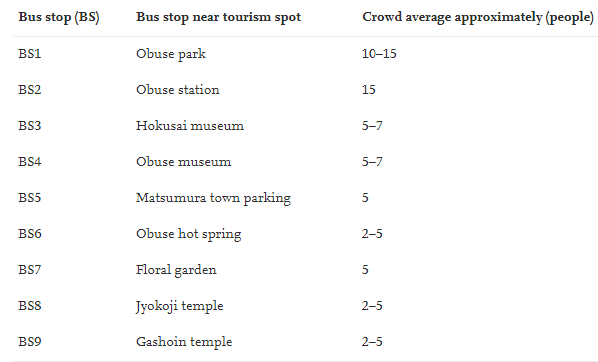 Bus stop (BS) Bus stop near tourism spot Crowd average approximately (people)
BS1 Obuse park 10–15
BS2 Obuse station 15
BS3 Hokusai museum 5–7
BS4 Obuse museum 5–7
BS5 Matsumura town parking 5
BS6 Obuse hot spring 2–5
BS7 Floral garden 5
BS8 Jyokoji temple 2–5
BS9 Gashoin temple 2–5